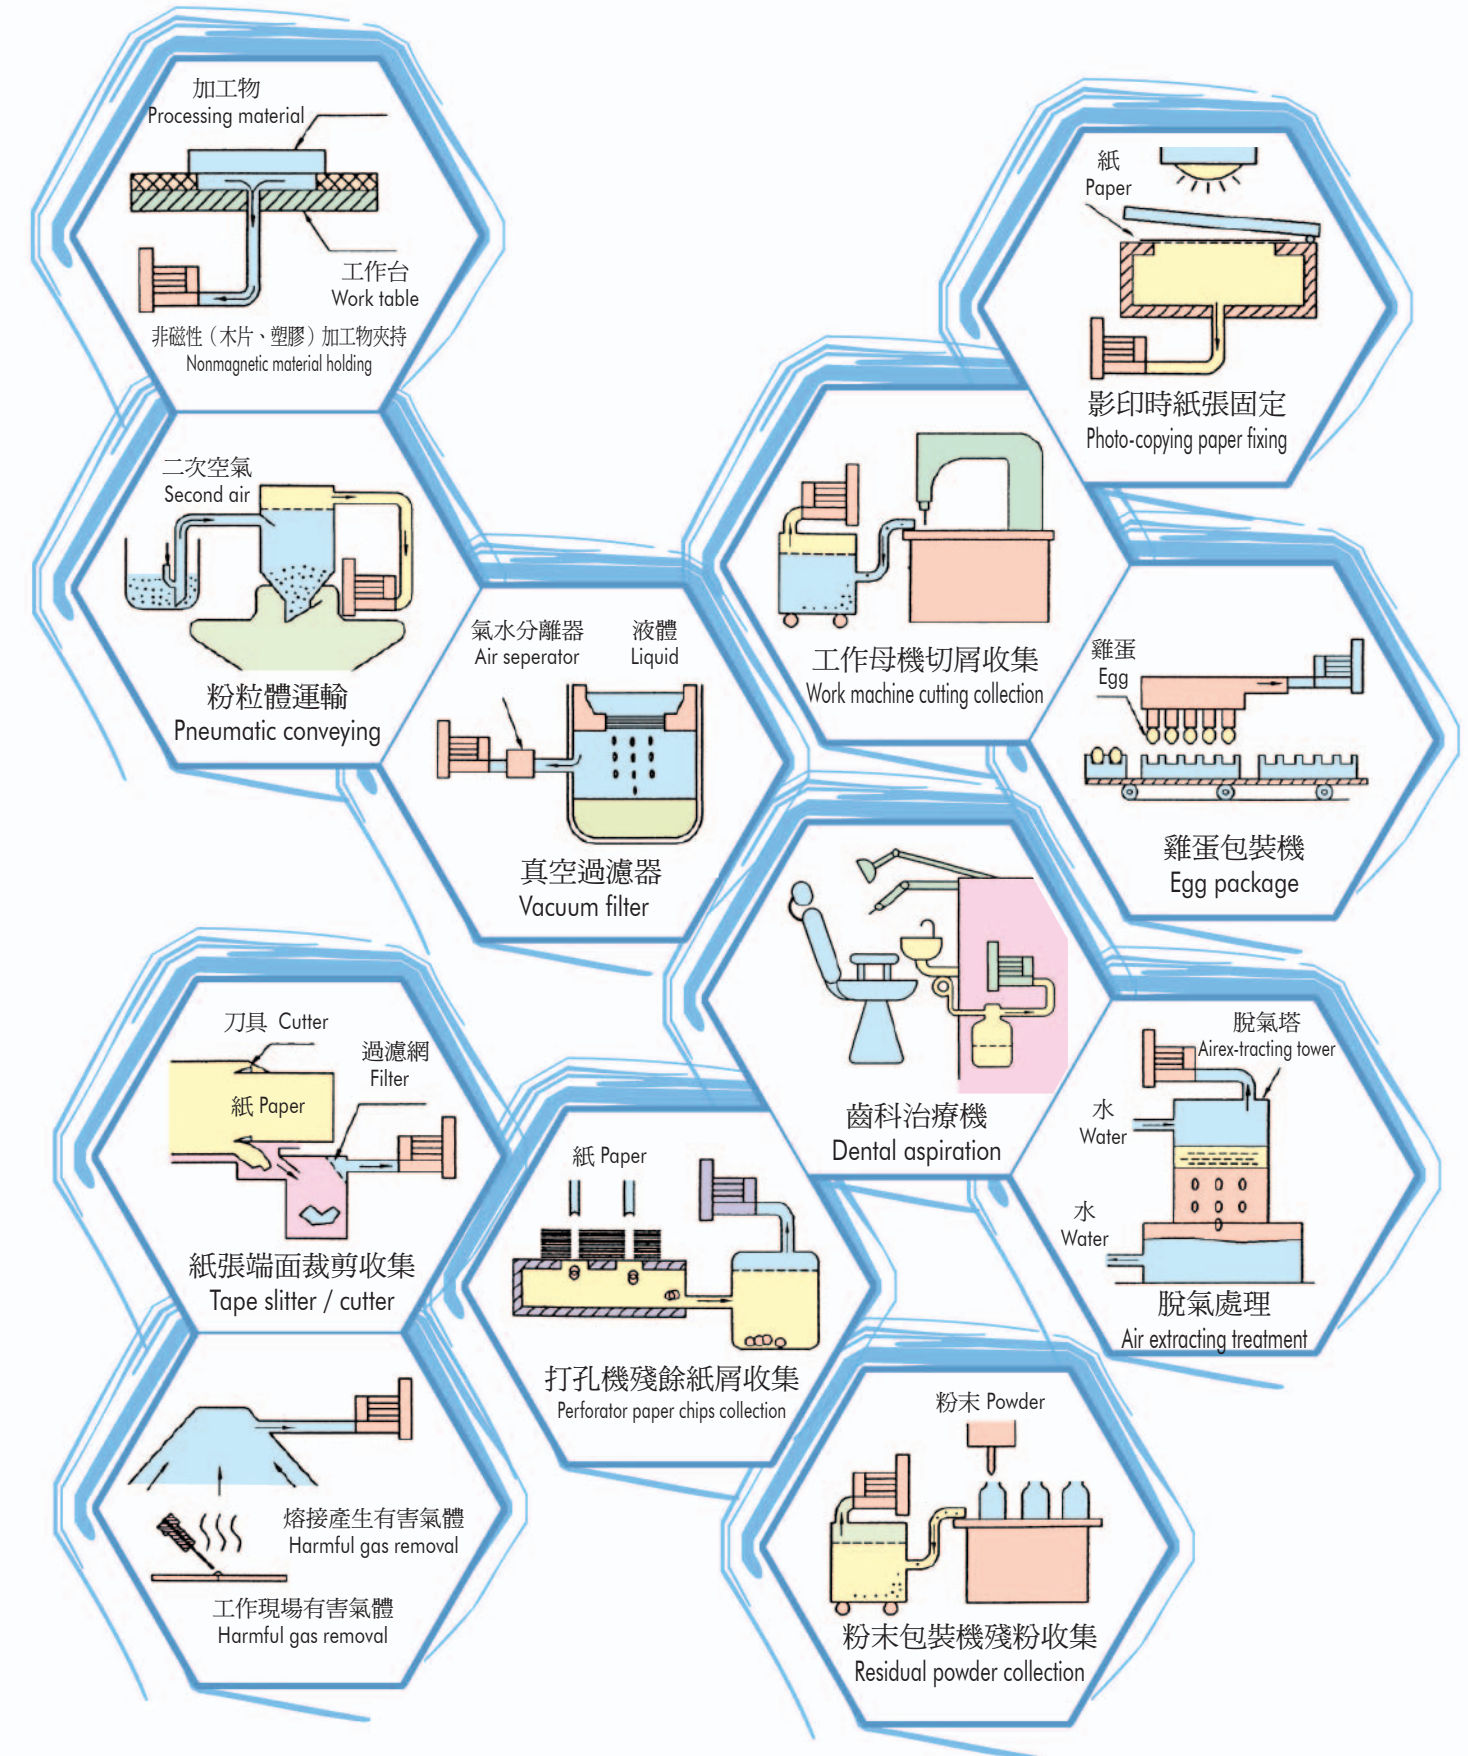 加工物
Processing material
工作台
Work table
非磁性（木片、塑膠）加工物夾持
Nonmagnetic material holding
紙
Paper
影印時紙張固定
Photo-copying paper fixing
二次空氣
Second air
粉粒體運輸
Pneumatic conveying
工作母機切屑收集
Work machine cutting collection
氣水分離器
Air seperator
液體
Liquid
真空過濾器
Vacuum filter
雞蛋
Egg
雞蛋包裝機
Egg package
齒科治療機
Dental aspiration
刀具 Cutter
過濾網
Filter
紙 Paper
紙張端面裁剪收集
Tape slitter / cutter
脫氣塔
Airex-tracting tower
水
Water
水
Water
脫氣處理
Air extracting treatment
紙 Paper
打孔機殘餘紙屑收集
Perforator paper chips collection
熔接產生有害氣體
Harmful gas removal
工作現場有害氣體
Harmful gas removal
粉末 Powder
粉末包裝機殘粉收集
Residual powder collection